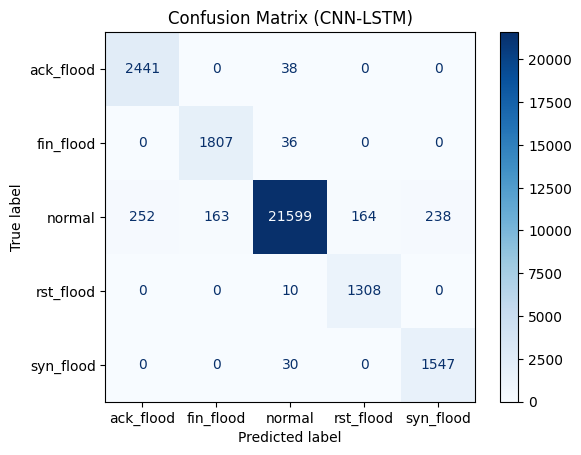 Confusion Matrix (CNN-LSTM)
ack_flood 2441 0 38 0 0
fin_flood 0 1807 36 0 0
normal 252 163 21599 164 238
rst_flood 0 0 10 1308 0
syn_flood 0 0 30 0 1547
ack_flood fin_flood normal rst_flood syn_flood
Predicted label
True label
20000
17500
15000
12500
10000
7500
5000
2500
0